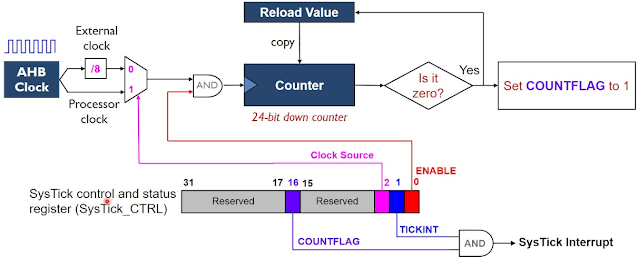 Reload Value
External
clock
copy
Yes
AHB
Clock
/8
0
1
AND
Counter
Is it
zero?
Set COUNTFLAG to 1
Processor
clock
24-bit down counter
Clock Source
ENABLE
31
17
16
15
2
1
0
SysTick control and status
register (SysTick_CTRL)
Reserved
Reserved
TICKINT
COUNTFLAG
AND
SysTick Interrupt